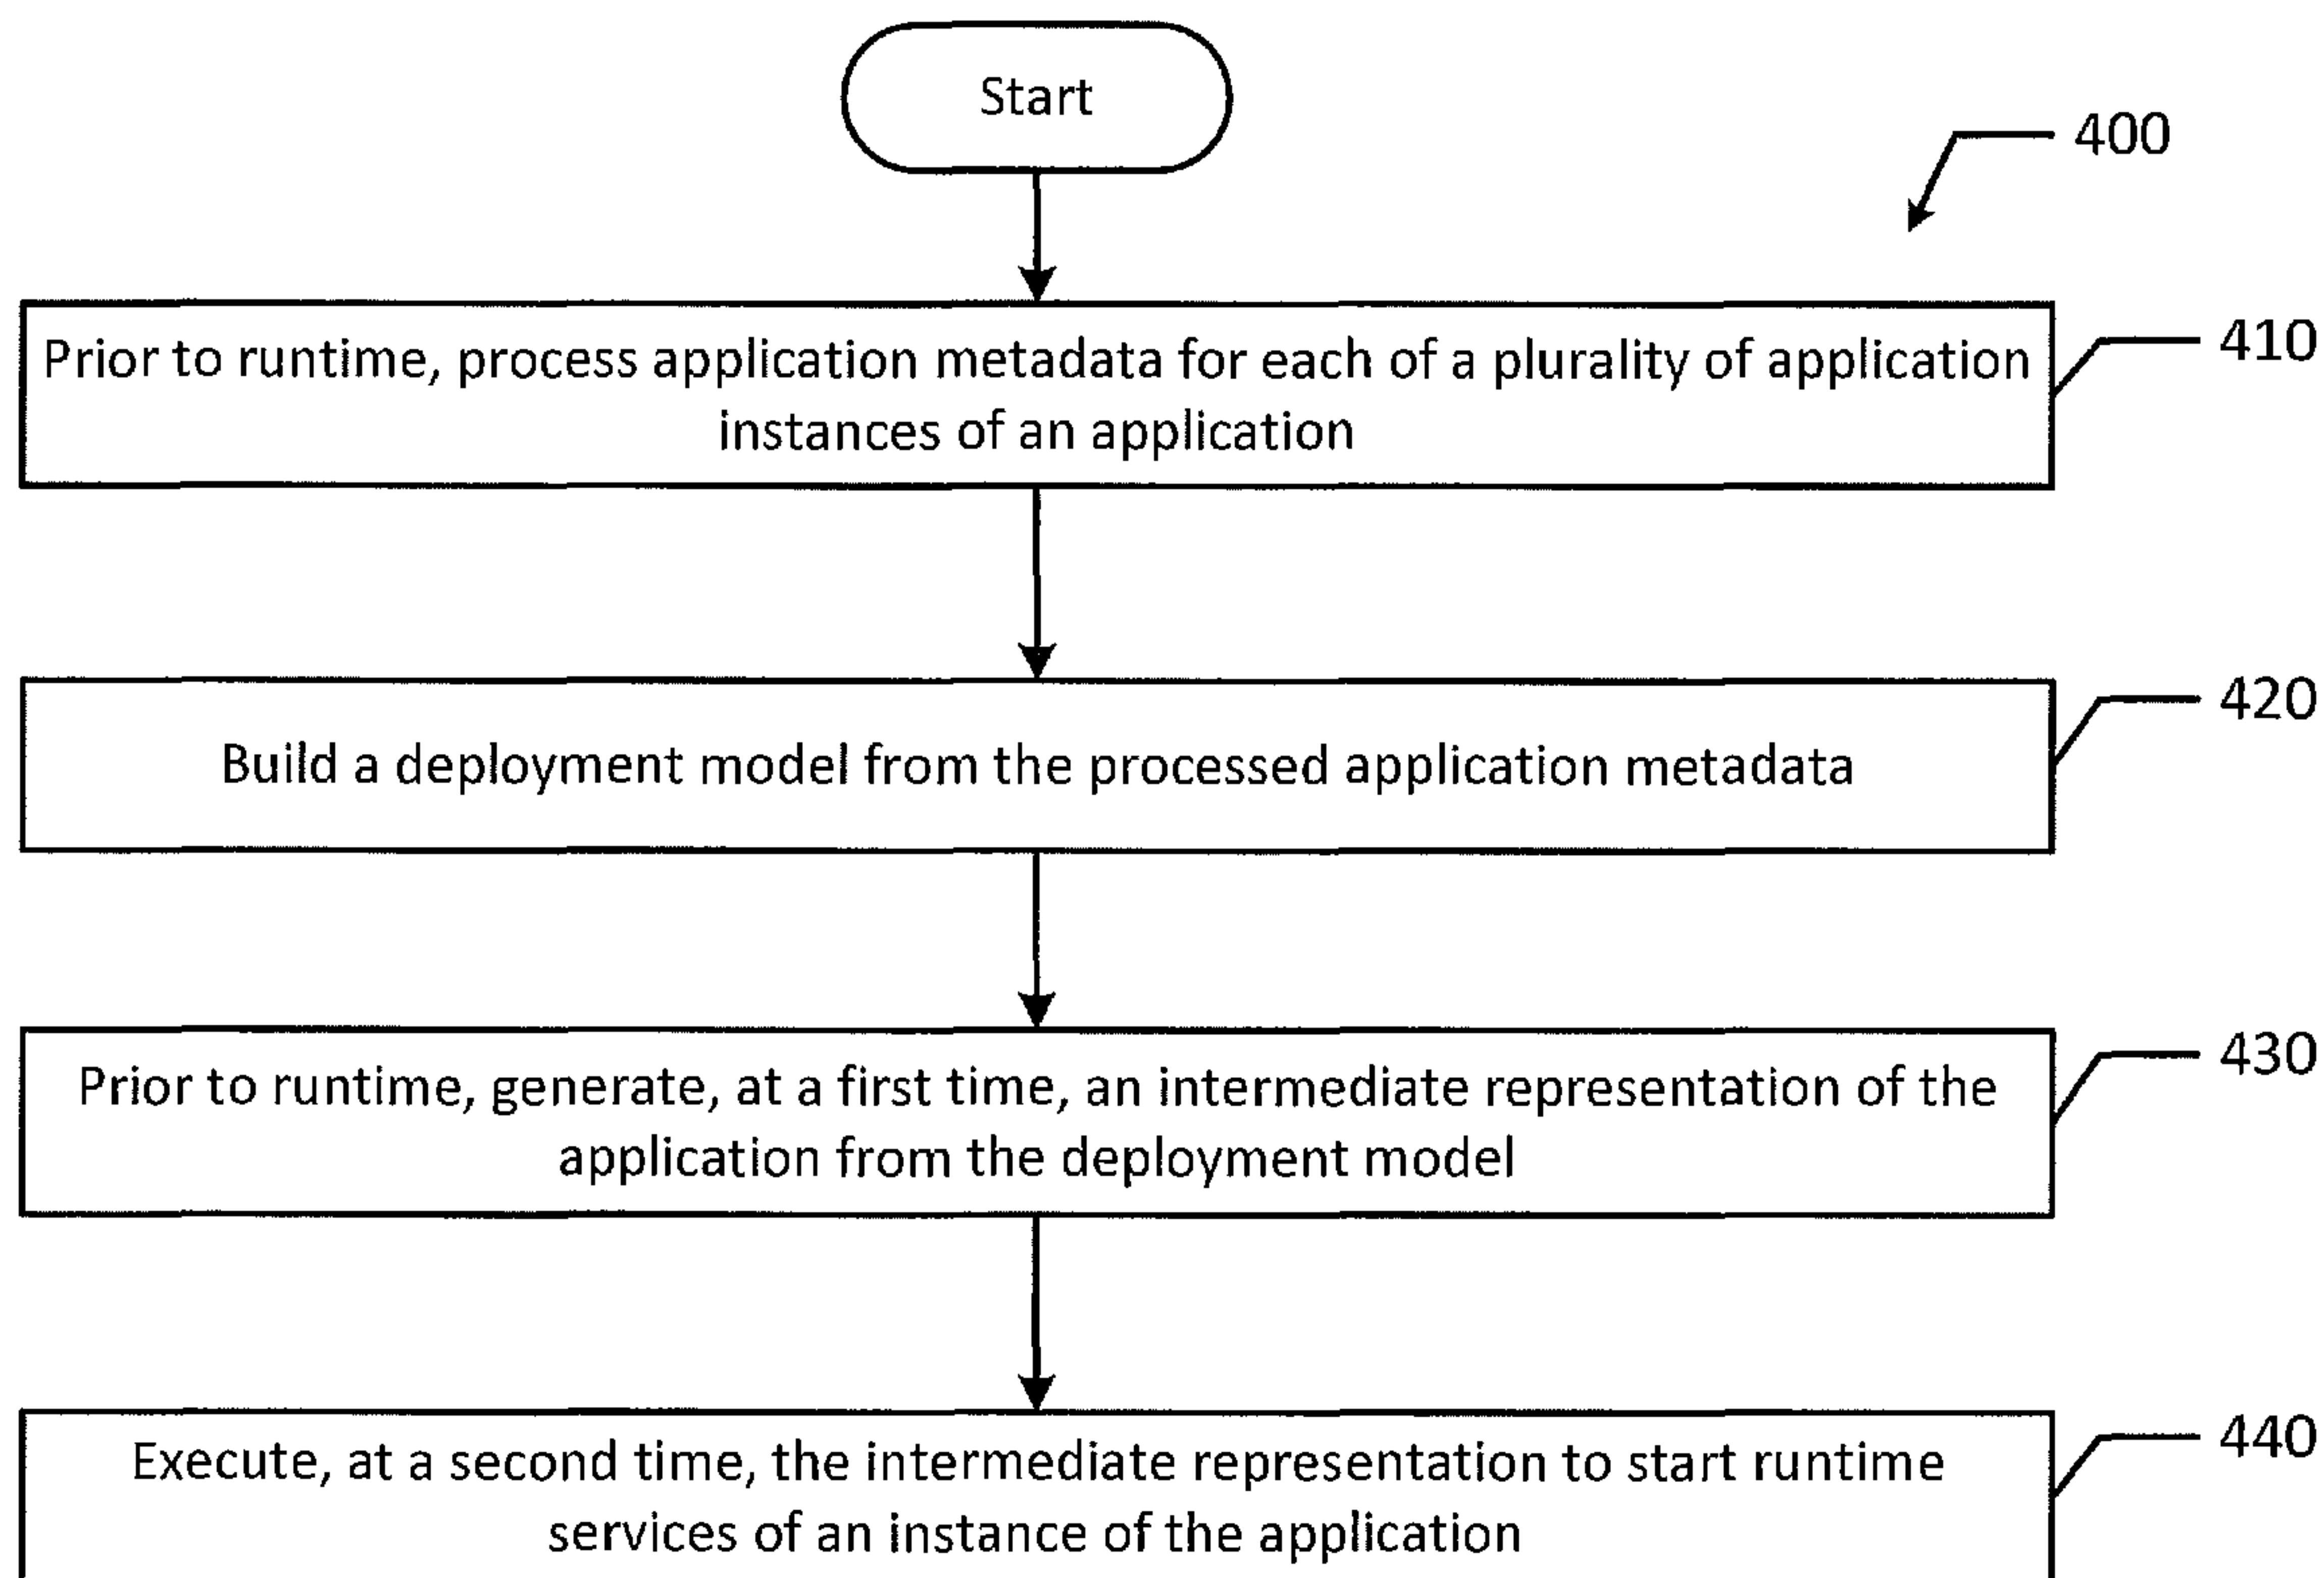 Start
400
Prior to runtime, process application metadata for each of a plurality of application
instances of an application
410
Build a deployment model from the processed application metadata
420
Prior to runtime, generate, at a first time, an intermediate representation of the
application from the deployment model
430
Execute, at a second time, the intermediate representation to start runtime
services of an instance of the application
440